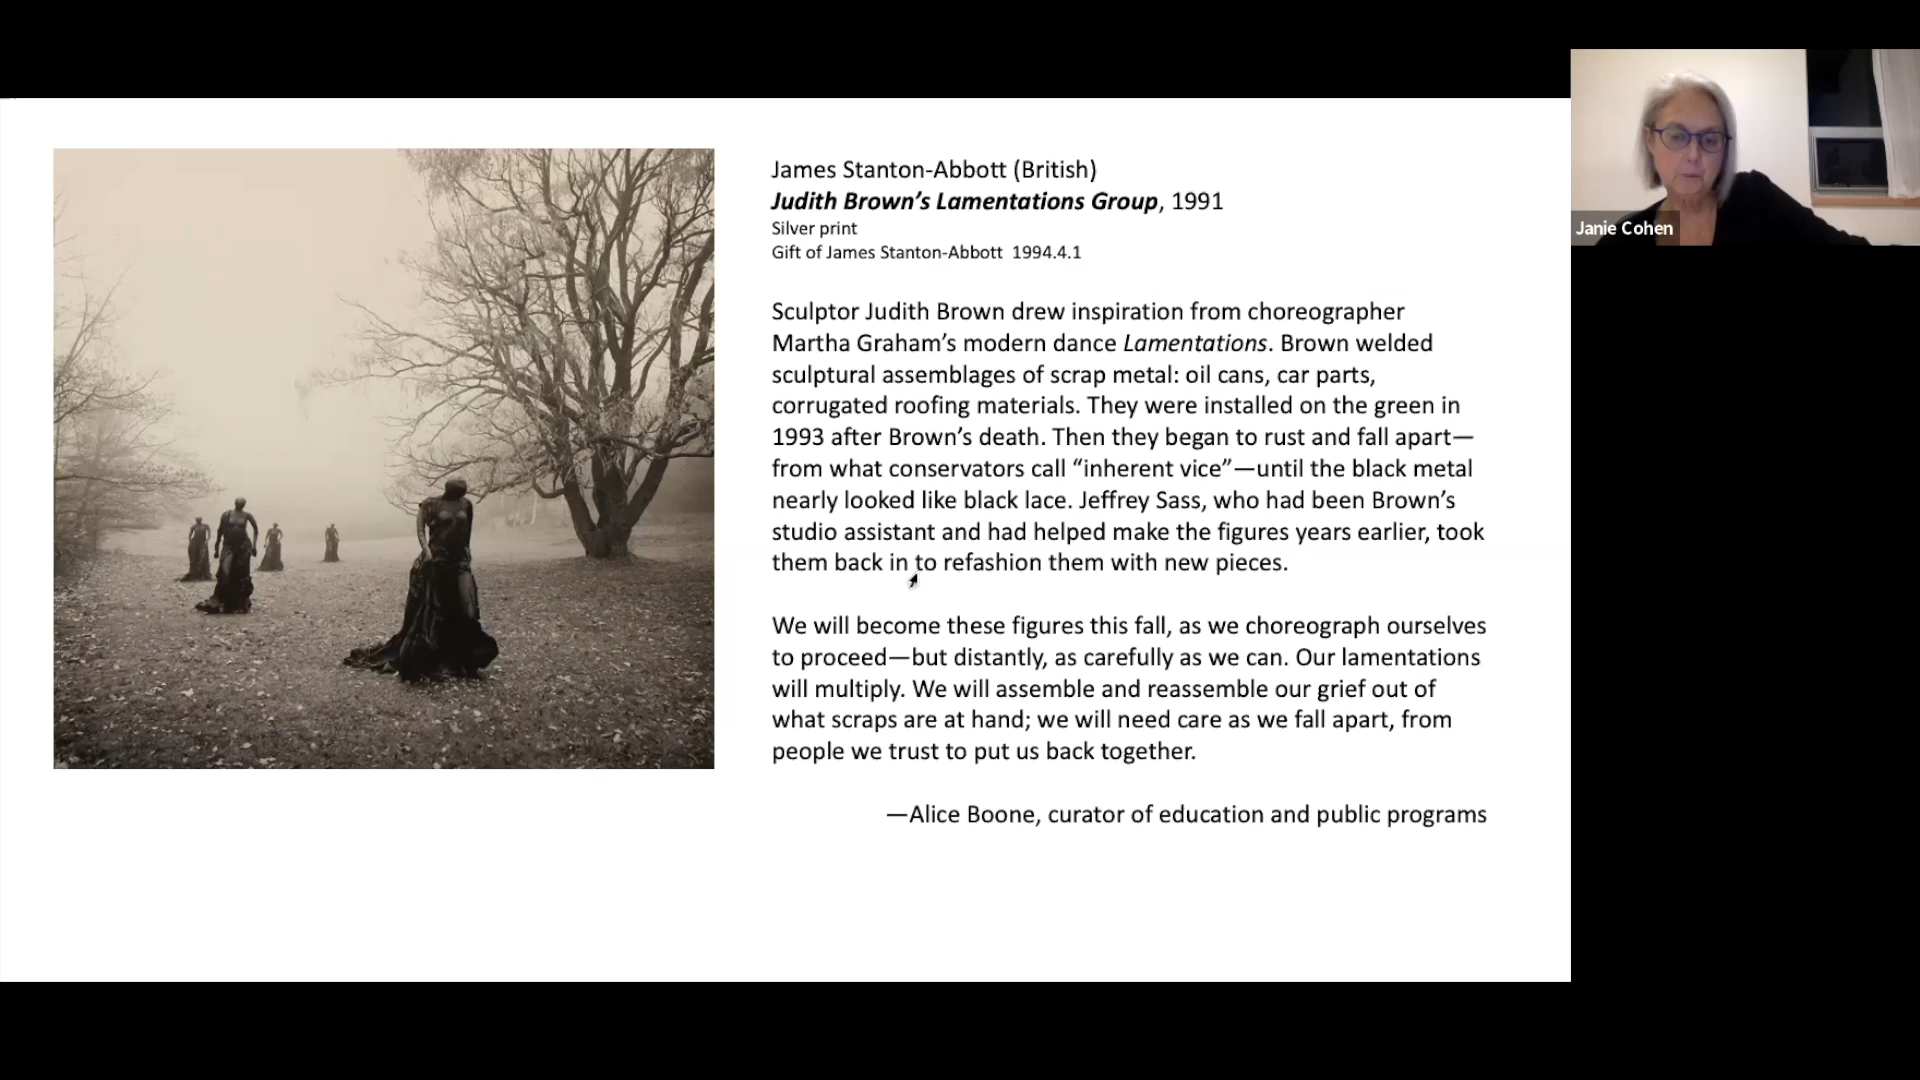 James Stanton-Abbott (British)
Judith Brown's Lamentations Group, 1991
Silver print
Gift of James Stanton-Abbott 1994.4.1
Sculptor Judith Brown drew inspiration from choreographer
Martha Graham's modern dance Lamentations. Brown welded
sculptural assemblages of scrap metal: oil cans, car parts,
corrugated roofing materials. They were installed on the green in
1993 after Brown's death. Then they began to rust and fall apart—
from what conservators call “inherent vice”—until the black metal
nearly looked like black lace. Jeffrey Sass, who had been Brown's
studio assistant and had helped make the figures years earlier, took
them back in to refashion them with new pieces.
We will become these figures this fall, as we choreograph ourselves
to proceed—but distantly, as carefully as we can. Our lamentations
will multiply. We will assemble and reassemble our grief out of
what scraps are at hand; we will need care as we fall apart, from
people we trust to put us back together.
—Alice Boone, curator of education and public programs
Janie Cohen